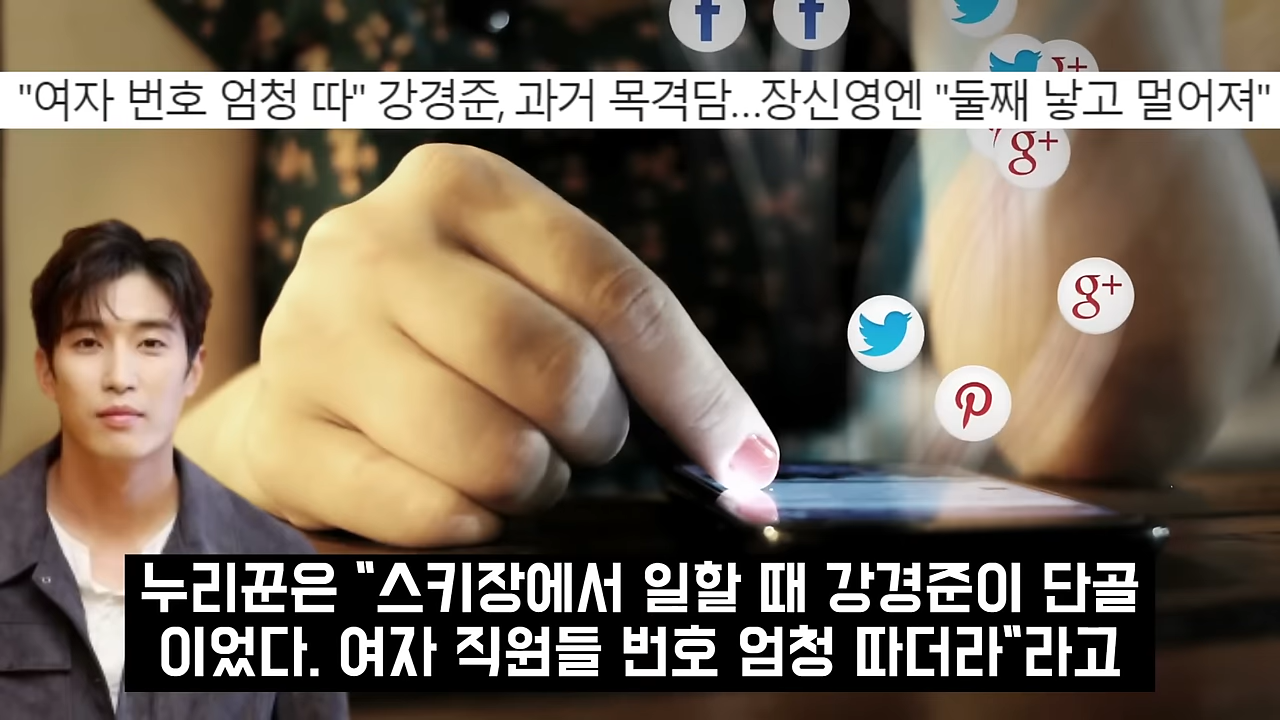 "여자 번호 엄청 따" 강경준, 과거 목격담...장신영엔 "둘째 낳고 멀어져"
누리꾼은 "스키장에서 일할 때 강경준이 단골
이었다. 여자 직원들 번호 엄청 따더라"라고